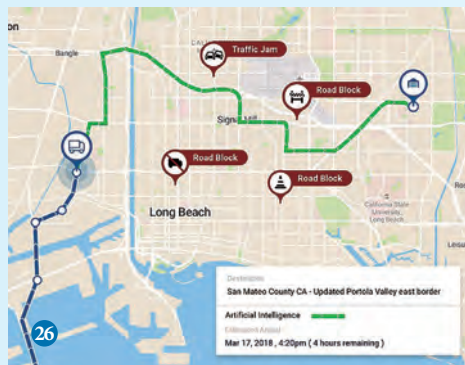 on
Bangle
Traffic Jam
Road Block
Signal Hill
Road Block
Road Block
Long Beach
California State
University,
Long Beach
Destination
San Mateo County CA - Updated Portola Valley east border
Artificial Intelligence
Estimated Arrival
Mar 17, 2018 , 4:20pm ( 4 hours remaining )
26